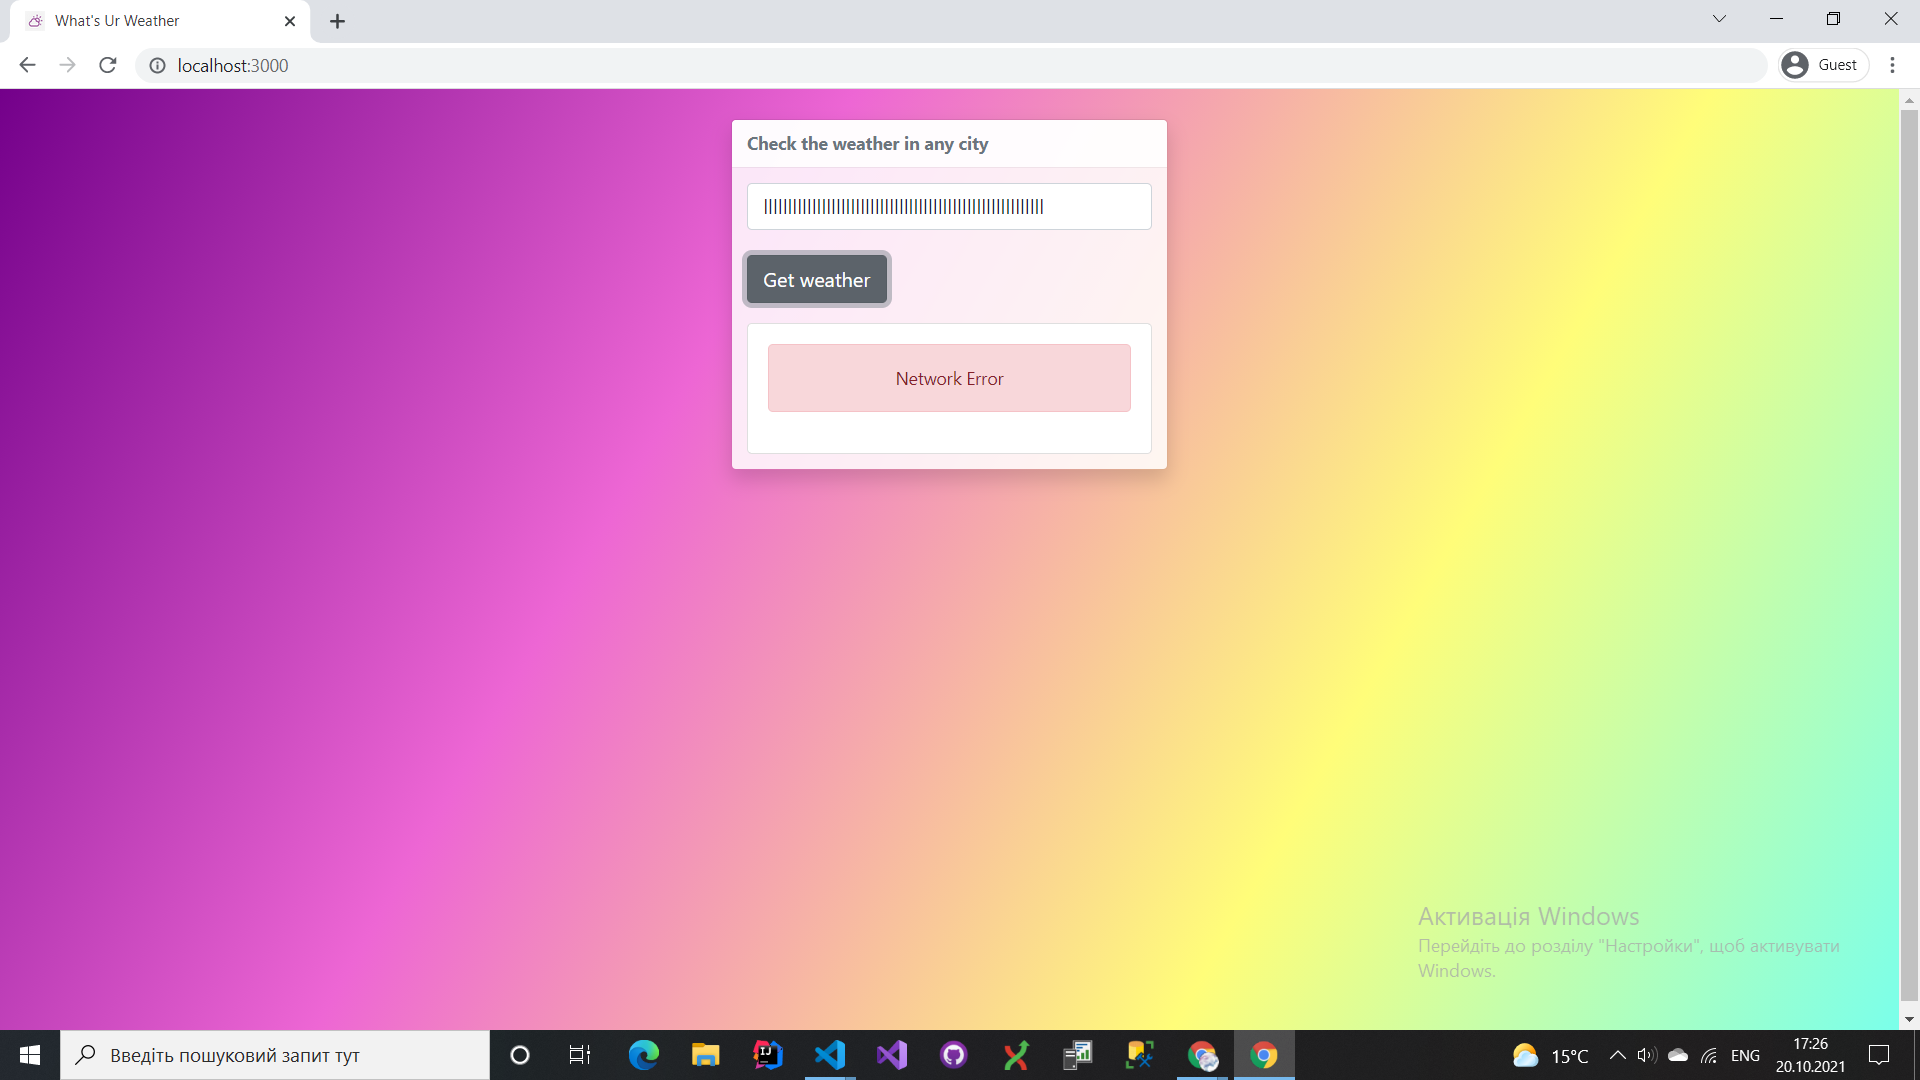 What's Ur Weather
localhost:3000
Guest
Check the weather in any city
Get weather
Network Error
Активація Windows
Перейдіть до розділу "Настройки", щоб активувати
Windows.
Введіть пошуковий запит тут
15°C
ENG
17:26
20.10.2021